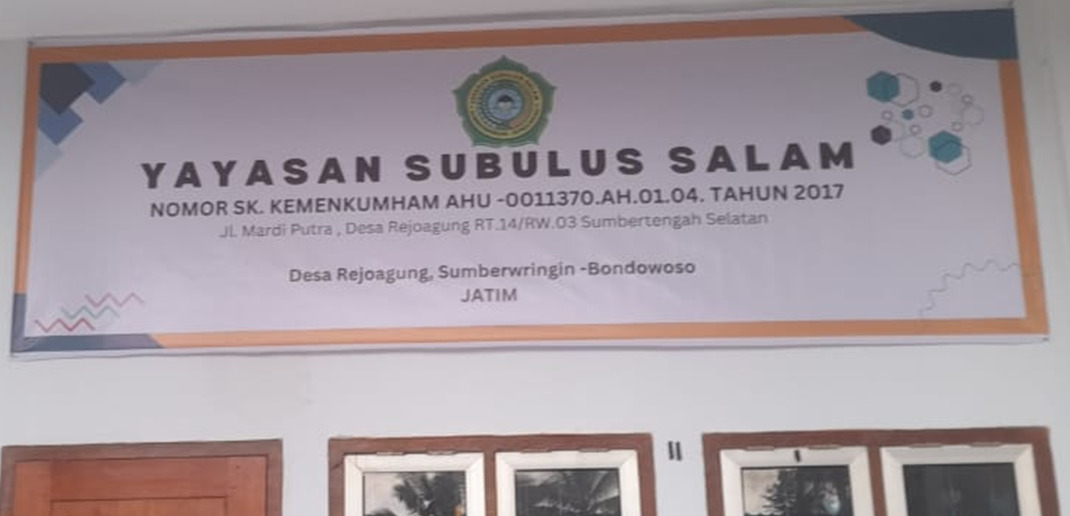 YAYASAN SUBULUS SALAM
NOMOR SK. KEMENKUMHAM AHU -0011370.AH.01.04. TAHUN 2017
Jl. Mardi Putra , Desa Rejoagung RT.14/RW.03 Sumbertengah Selatan
Desa Rejoagung, Sumberwringin -Bondowoso
JATIM